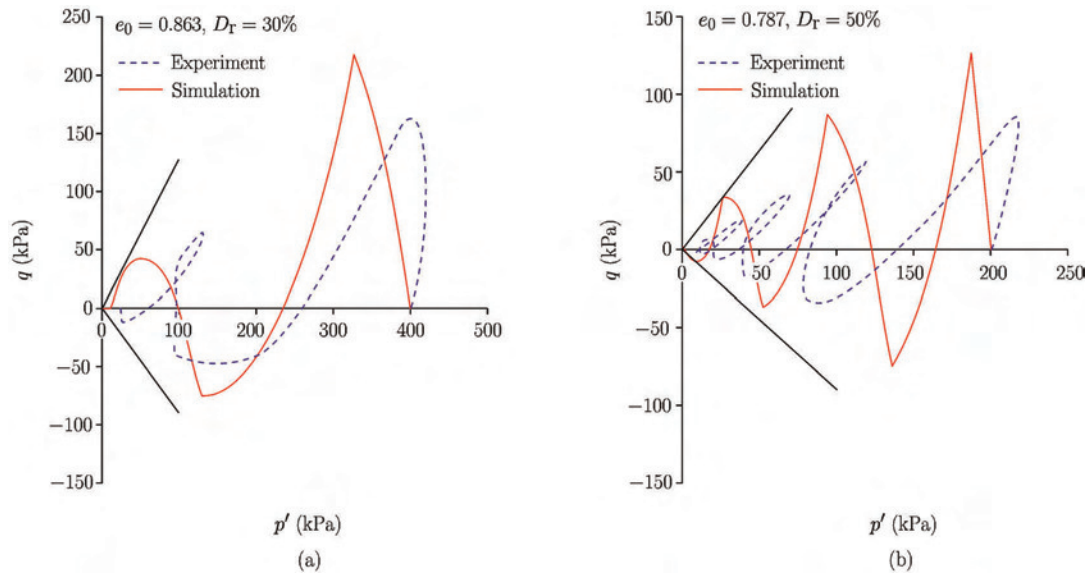 e₀ = 0.863, Dᵣ = 30%
Experiment
Simulation
250
200
150
100
50
0
−50
−100
−150
0
100
200
300
400
500
q (kPa)
p′ (kPa)
(a)
e₀ = 0.787, Dᵣ = 50%
Experiment
Simulation
150
100
50
0
−50
−100
−150
0
50
100
150
200
250
q (kPa)
p′ (kPa)
(b)